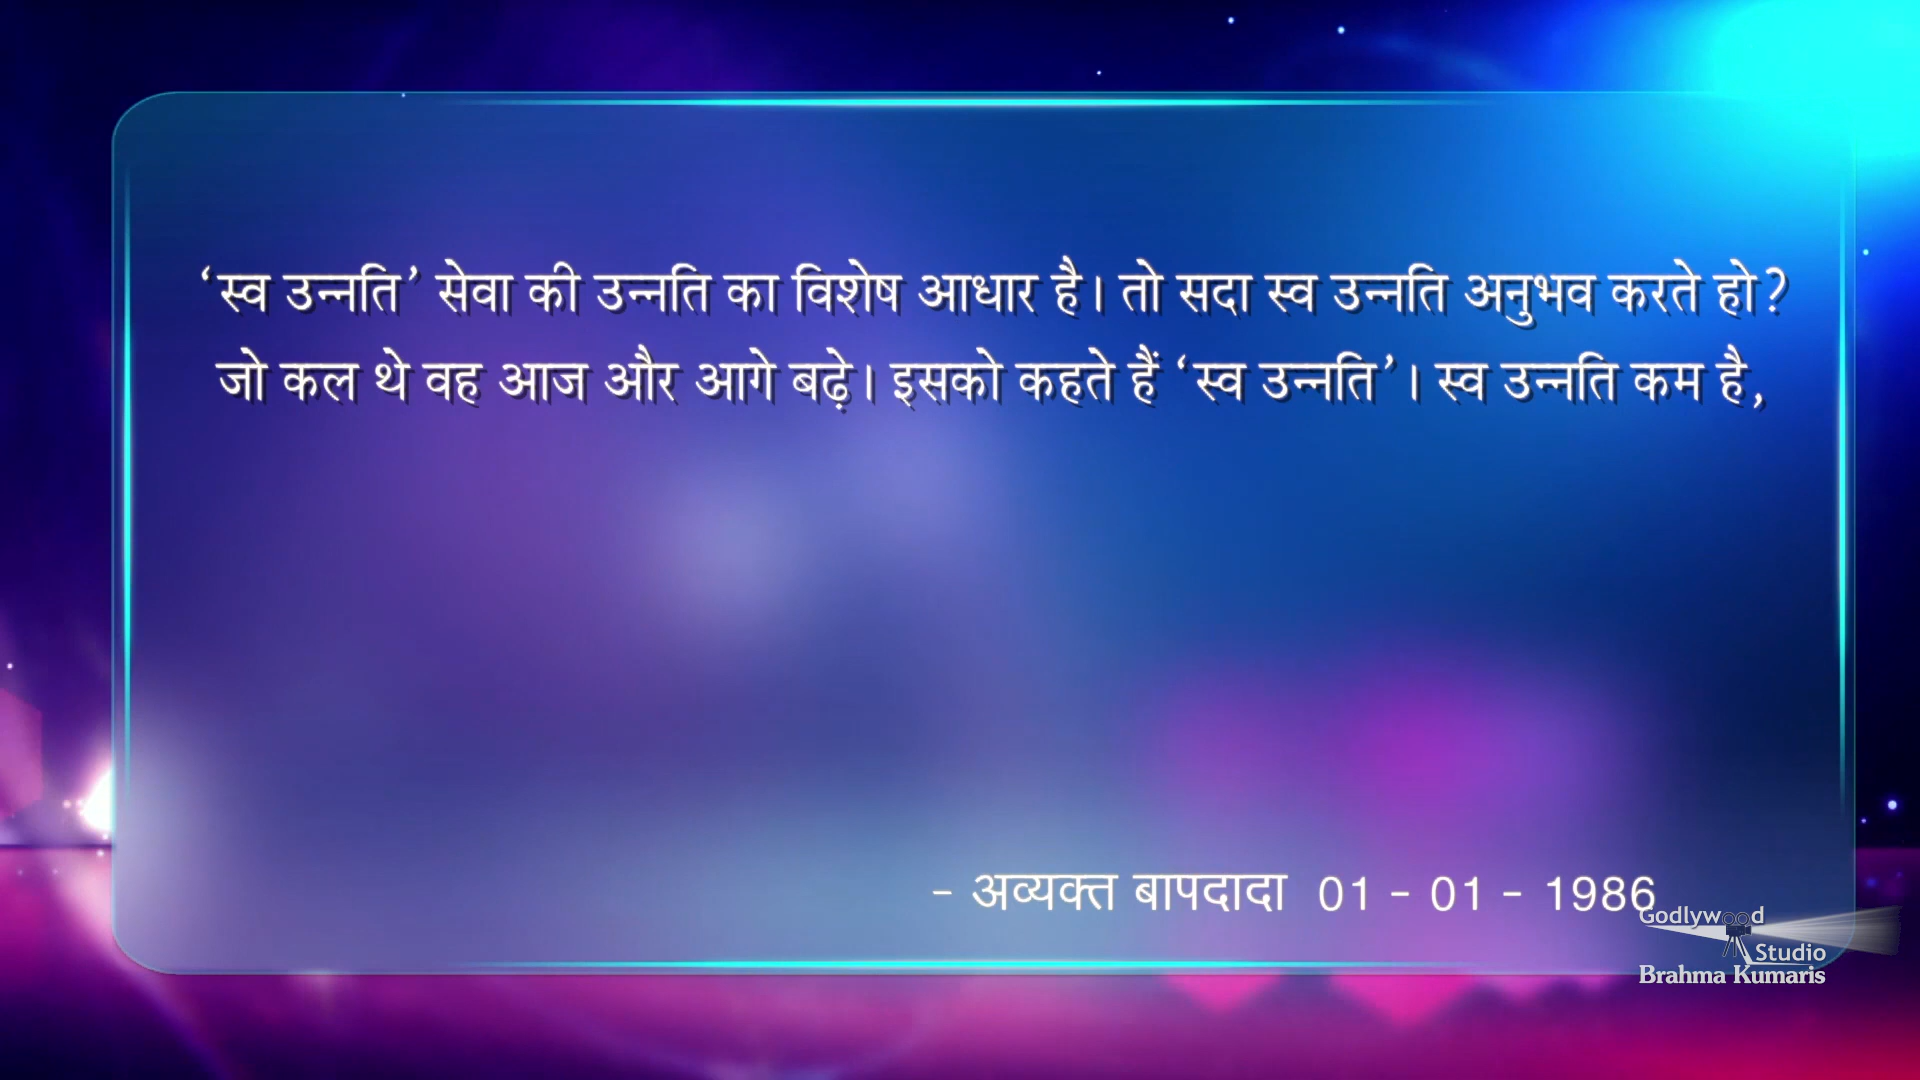 ‘स्व उन्नति’ सेवा की उन्नति का विशेष आधार है। तो सदा स्व उन्नति अनुभव करते हो?
जो कल थे वह आज और आगे बढ़े। इसको कहते हैं ‘स्व उन्नति’। स्व उन्नति कम है,
- अव्यक्त बापदादा 01 - 01 - 1986
Godlywood
Studio
Brahma Kumaris